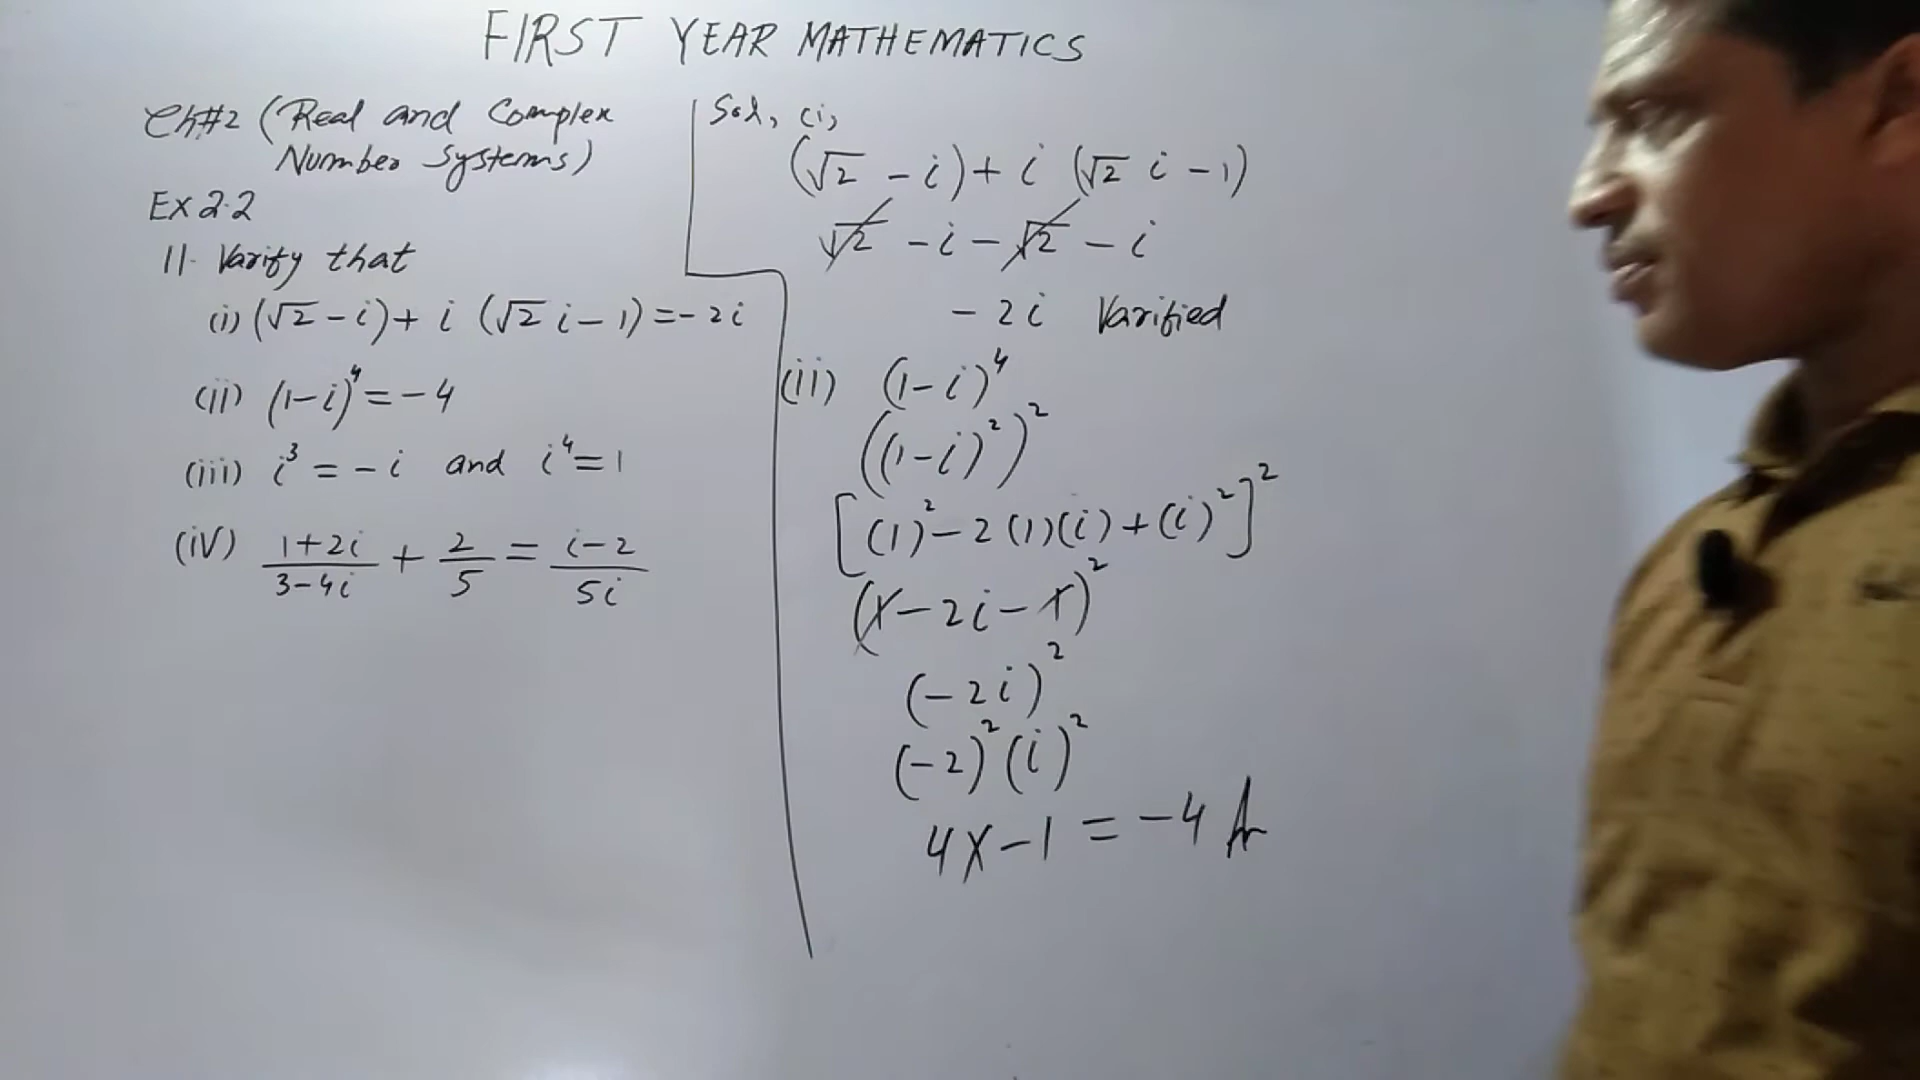 FIRST YEAR MATHEMATICS
Ch#2 (Real and Complex
Number Systems)
Ex 2.2
11. Varify that
(i) (√2 - i) + i (√2 i - 1) = - 2i
(ii) (1-i)⁴ = - 4
(iii) i³ = - i and i⁴ = 1
(iv) (1+2i)/(3-4i) + 2/5 = (i-2)/(5i)
Sol, (i)
(√2 - i) + i (√2 i - 1)
√2 - i - √2 - i
- 2i Varified
(ii) (1-i)⁴
((1-i)²)²
[(1)² - 2(1)(i) + (i)²]²
(1 - 2i - 1)²
(-2i)²
(-2)² (i)²
4 x -1 = -4 A